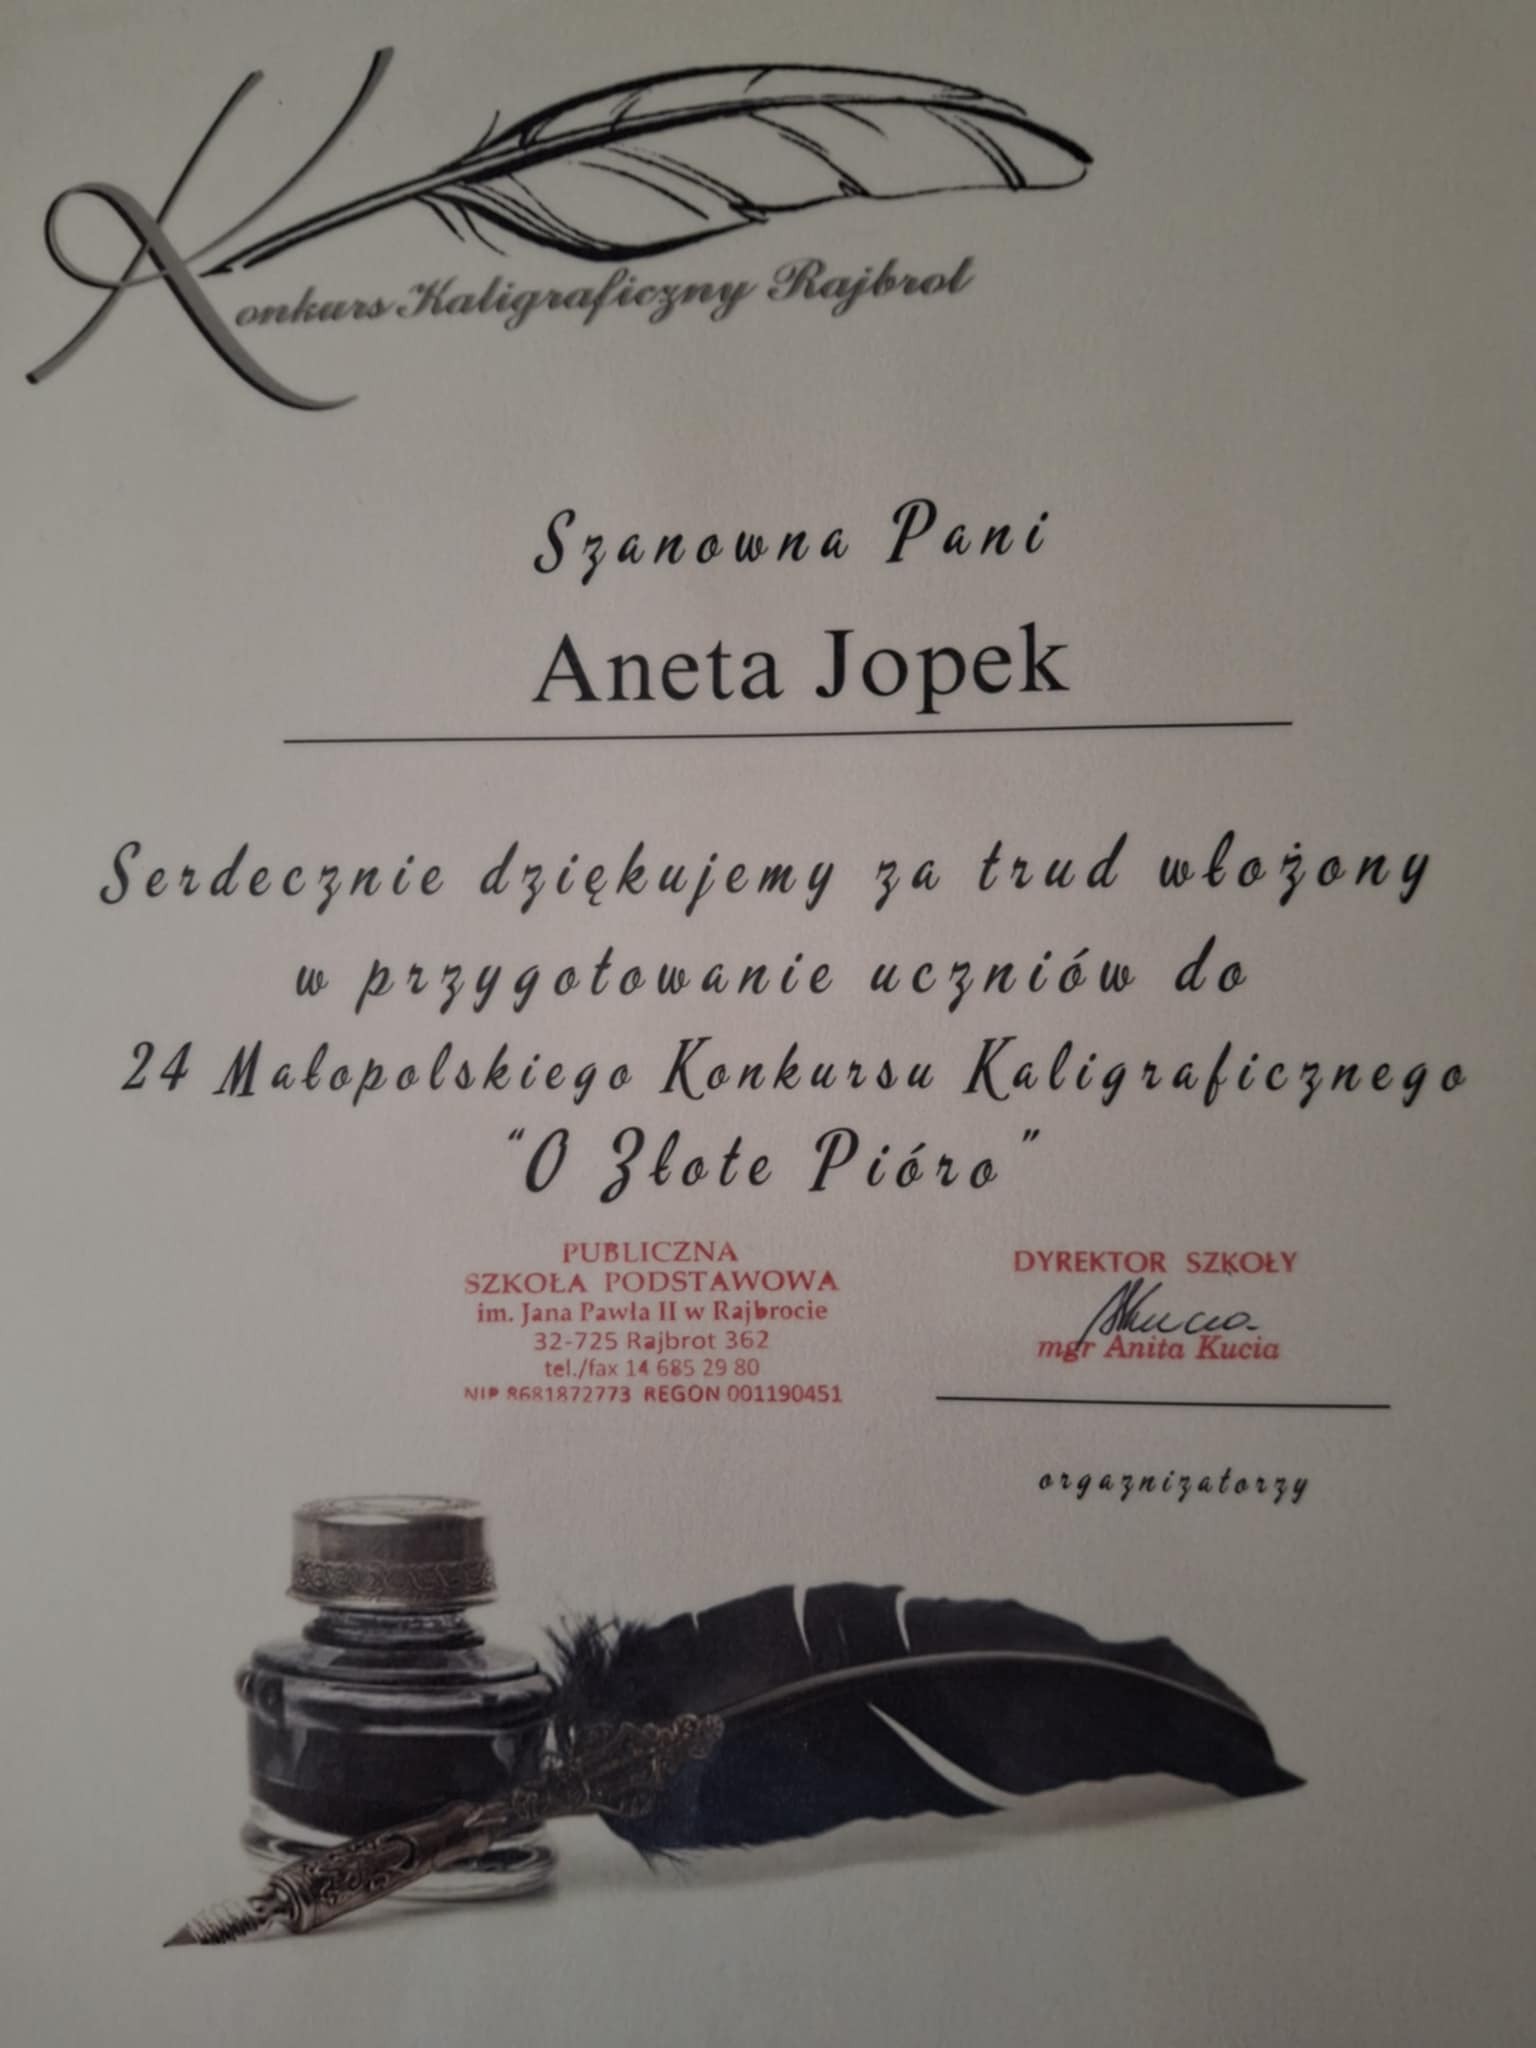 Konkurs Kaligraficzny Rajbrot
Szanowna Pani
Aneta Jopek
Serdecznie dziękujemy za trud włożony
w przygotowanie uczniów do
24 Małopolskiego Konkursu Kaligraficznego
"O Złote Pióro"
PUBLICZNA
SZKOŁA PODSTAWOWA
im. Jana Pawła II w Rajbrocie
32-725 Rajbrot 362
tel./fax 14 685 29 80
NIP 8681872773 REGON 001190451
DYREKTOR SZKOŁY
AKucia
mgr Anita Kucia
orgaznizatorzy